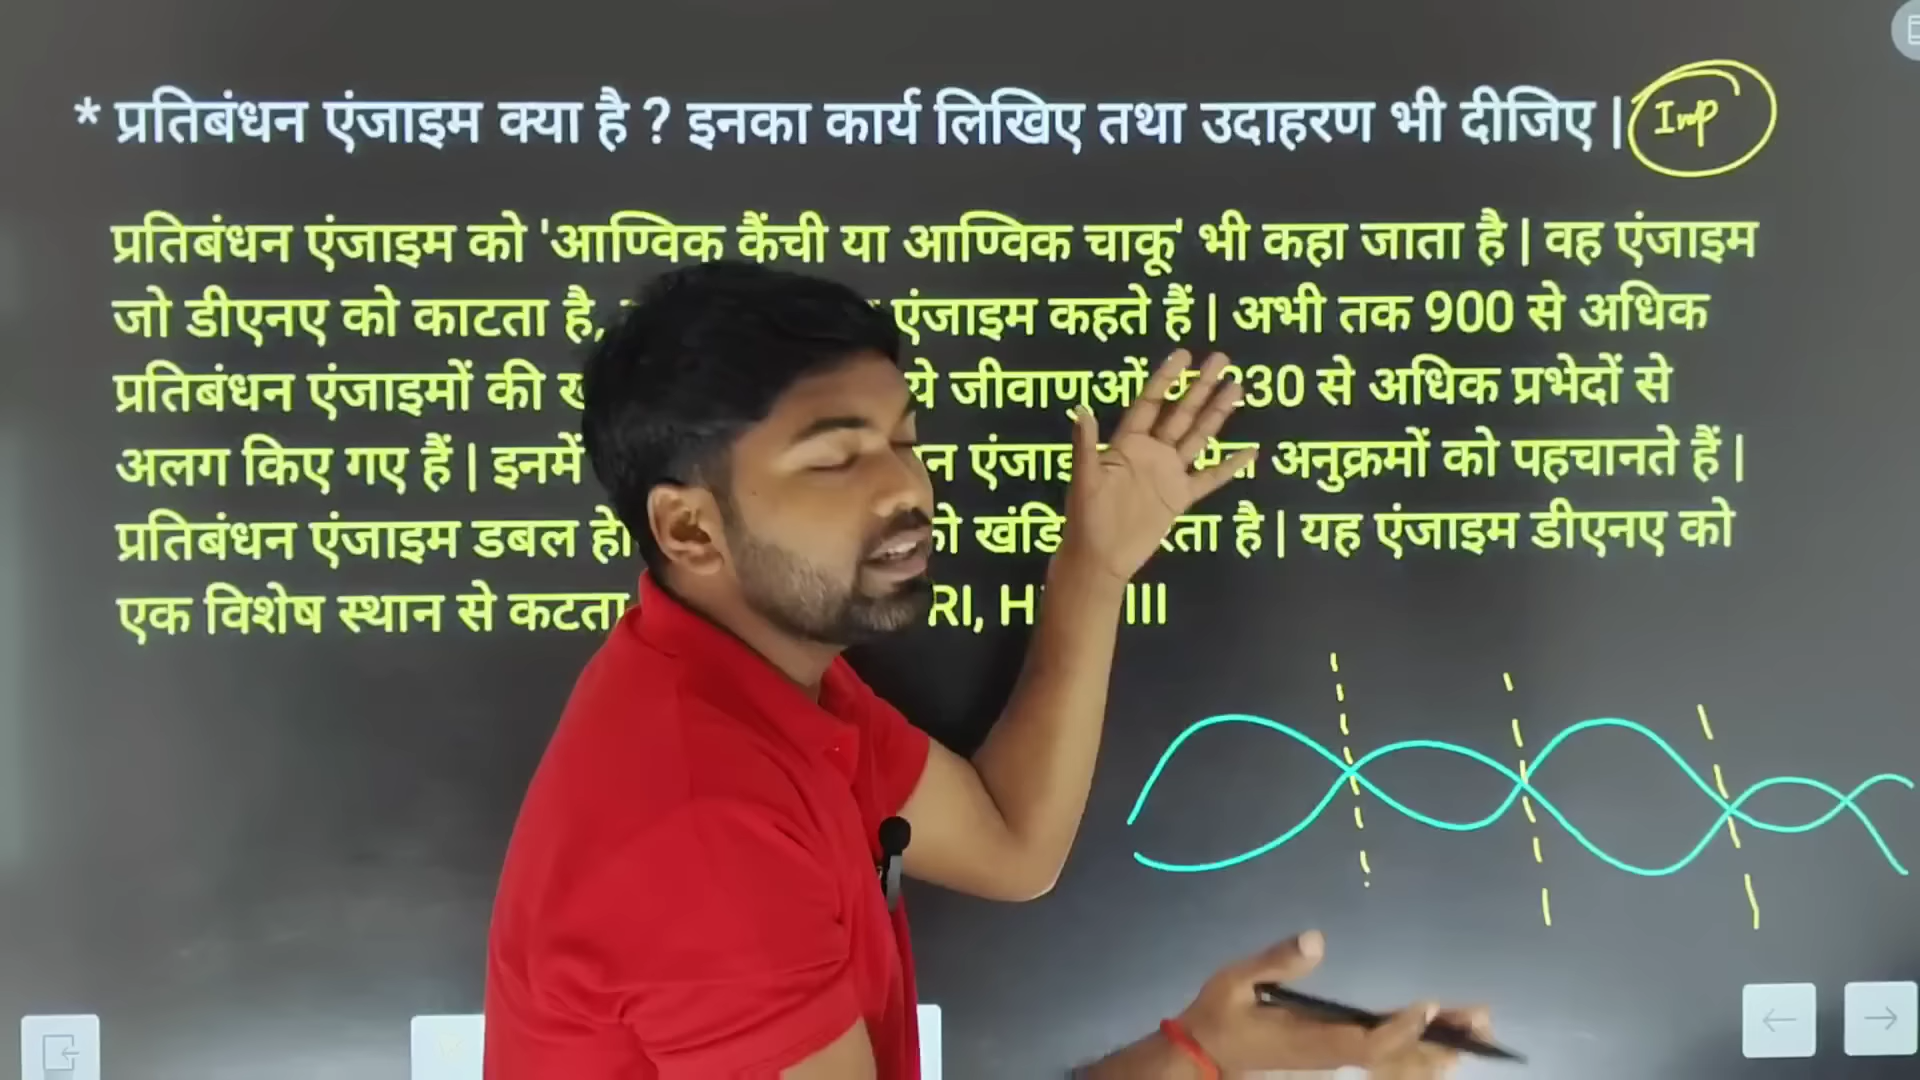 * प्रतिबंधन एंजाइम क्या है ? इनका कार्य लिखिए तथा उदाहरण भी दीजिए | Imp
प्रतिबंधन एंजाइम को 'आण्विक कैंची या आण्विक चाकू' भी कहा जाता है | वह एंजाइम
जो डीएनए को काटता है, एंजाइम कहते हैं | अभी तक 900 से अधिक
प्रतिबंधन एंजाइमों की ये जीवाणुओं 230 से अधिक प्रभेदों से
अलग किए गए हैं | इनमें अनुक्रमों को पहचानते हैं |
प्रतिबंधन एंजाइम डबल है | यह एंजाइम डीएनए को
एक विशेष स्थान से कटता RI, III